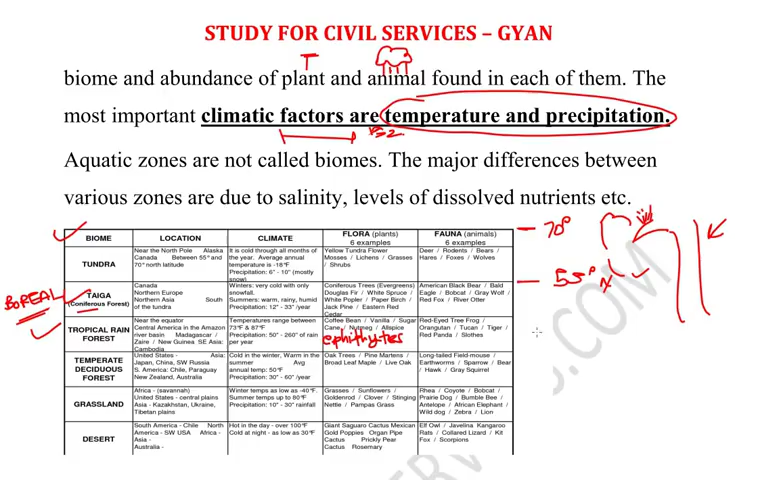 STUDY FOR CIVIL SERVICES – GYAN
T
biome and abundance of plant and animal found in each of them. The
most important climatic factors are temperature and precipitation.
Aquatic zones are not called biomes. The major differences between
various zones are due to salinity, levels of dissolved nutrients etc.
BIOME LOCATION CLIMATE FLORA (plants) 6 examples FAUNA (animals) 6 examples
70°
TUNDRA
Near the North Pole Alaska
Canada Between 55º and
70º north latitude
It is cold through all months of
the year. Average annual
temperature is -18ºF
Precipitation: 6" - 10" (mostly
snow)
Yellow Tundra Flower
Mosses / Lichens / Grasses
/ Shrubs
Deer / Rodents / Bears /
Hares / Foxes / Wolves
55°
BOREAL
TAIGA
(Coniferous Forest)
Canada
Northern Europe
Northern Asia South
of the tundra
Winters; very cold with only
snowfall.
Summers; warm, rainy, humid
Precipitation: 12" - 33" /year
Coniferous Trees (Evergreens)
Douglas Fir / White Spruce /
White Popler / Paper Birch /
Jack Pine / Eastern Red
Cedar
American Black Bear / Bald
Eagle / Bobcat / Gray Wolf /
Red Fox / River Otter
TROPICAL RAIN
FOREST
Near the equator
Central America in the Amazon
river basin Madagascar /
Zaire / New Guinea SE Asia:
Cambodia
Temperatures range between
73ºF & 87ºF
Precipitation: 50" - 260" of rain
per year
Coffee Bean / Vanilla / Sugar
Cane / Nutmeg / Allspice
ephithytes
Red-Eyed Tree Frog /
Orangutan / Tucan / Tiger /
Red Panda / Slothes
TEMPERATE
DECIDUOUS
FOREST
United States - Asia:
Japan, China, SW Russia
S. America: Chile, Paraguay
New Zealand, Australia
Cold in the winter, Warm in the
summer Avg
annual temp: 50ºF
Precipitation: 30" - 60" /year
Oak Trees / Pine Martens /
Broad Leaf Maple / Live Oak
Long-tailed Field-mouse /
Earthworms / Sparrow / Bear
/ Hawk / Gray Squirrel
GRASSLAND
Africa - (savannah)
United States - central plains
Asia - Kazakhstan, Ukraine,
Tibetan plains
Winter temps as low as -40ºF.
Summer temps up to 80ºF
Precipitation: 10" - 30" rainfall
Grasses / Sunflowers /
Goldenrod / Clover / Stinging
Nettle / Pampas Grass
Rhea / Coyote / Bobcat /
Prairie Dog / Bumble Bee /
Antelope / African Elephant /
Wild dog / Zebra / Lion
DESERT
South America - Chile North
America - SW USA Africa -
Asia -
Australia -
Hot in the day - over 100ºF
Cold at night - as low as 30ºF
Giant Saguaro Cactus Mexican
Gold Poppies Organ Pipe
Cactus Prickly Pear
Cactus Rosemary
Elf Owl / Javelina Kangaroo
Rats / Collared Lizard / Kit
Fox / Scorpions